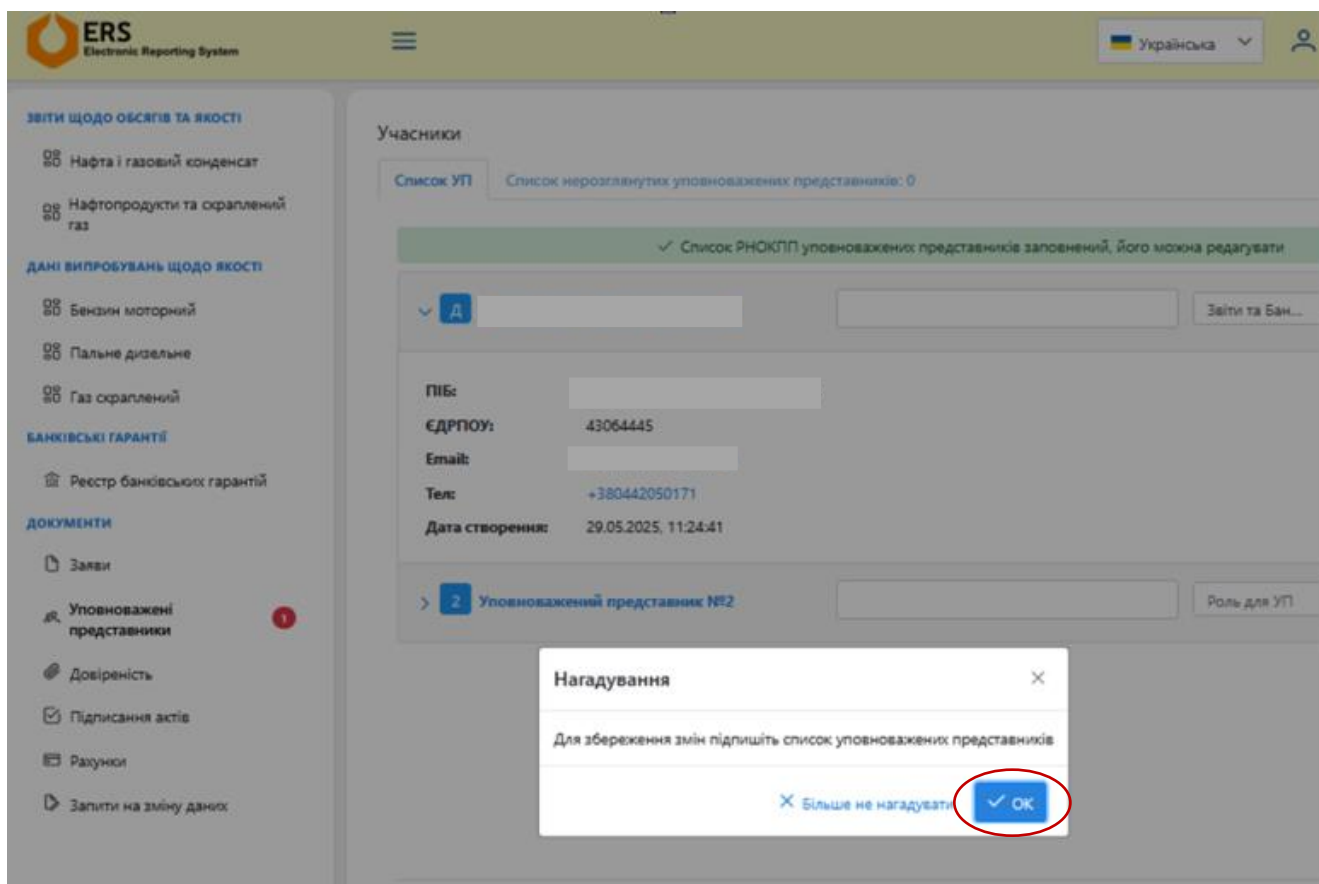 ERS
Electronic Reporting System
Українська
ЗВІТИ ЩОДО ОБСЯГІВ ТА ЯКОСТІ
Нафта і газовий конденсат
Нафтопродукти та скраплений
газ
ДАНІ ВИПРОБУВАНЬ ЩОДО ЯКОСТІ
Бензин моторний
Пальне дизельне
Газ скраплений
БАНКІВСЬКІ ГАРАНТІЇ
Реєстр банківських гарантій
ДОКУМЕНТИ
Заяви
Уповноважені
представники
1
Довіреність
Підписання актів
Рахунки
Запити на зміну даних
Учасники
Список УП
Список нерозглянутих уповноважених представників: 0
Список РНОКПП уповноважених представників заповнений, його можна редагувати
Д
Звіти та Бан...
ПІБ:
ЄДРПОУ: 43064445
Email:
Тел: +380442050171
Дата створення: 29.05.2025, 11:24:41
2 Уповноважений представник №2
Роль для УП
Нагадування
Для збереження змін підпишіть список уповноважених представників
Більше не нагадувати
ОК